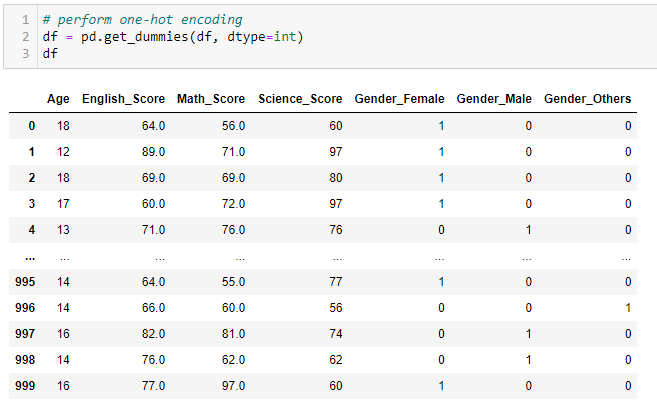 1 # perform one-hot encoding
2 df = pd.get_dummies(df, dtype=int)
3 df
Age English_Score Math_Score Science_Score Gender_Female Gender_Male Gender_Others
0 18 64.0 56.0 60 1 0 0
1 12 89.0 71.0 97 1 0 0
2 18 69.0 69.0 80 1 0 0
3 17 60.0 72.0 97 1 0 0
4 13 71.0 76.0 76 0 1 0
... ... ... ... ... ... ... ...
995 14 64.0 55.0 77 1 0 0
996 14 66.0 60.0 56 0 0 1
997 16 82.0 81.0 74 0 1 0
998 14 76.0 62.0 62 0 1 0
999 16 77.0 97.0 60 1 0 0